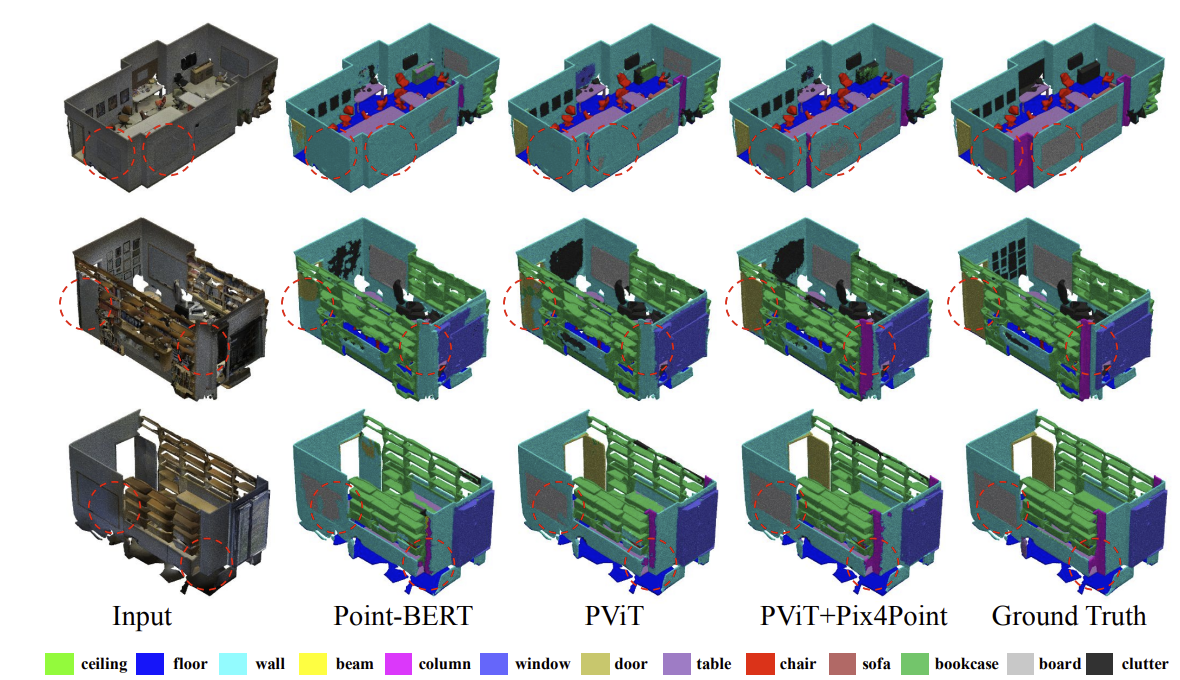 Input Point-BERT PViT PViT+Pix4Point Ground Truth
ceiling floor wall beam column window door table chair sofa bookcase board clutter